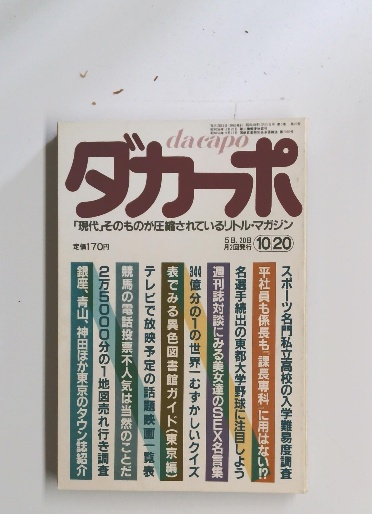 da capo
ダカーポ
「現代」そのものが圧縮されているリトル・マガジン
定価170円
5日、20日
月2回発行
10/20
スポーツ名門私立高校の入学難易度調査
平社員も係長も「課長専科」に用はない!?
名選手続出の東都大学野球に注目しよう
週刊誌対談にみる美女達のSEX名言集
344億分の1の世界一むずかしいクイズ
表でみる異色図書館ガイド(東京編)
テレビで放映予定の話題映画一覧表
競馬の電話投票不人気は当然のことだ
2万5000分の1地図売れ行き調査
銀座、青山、神田ほか東京のタウン誌紹介